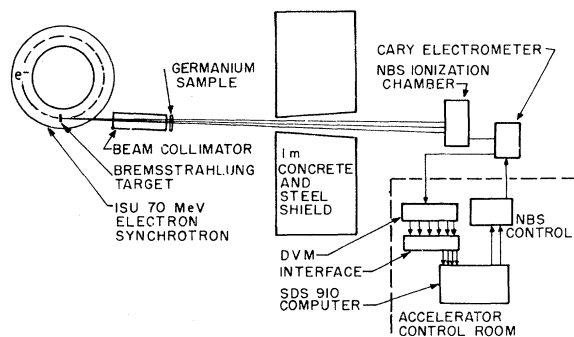 CARY ELECTROMETER
NBS IONIZATION
CHAMBER
GERMANIUM
SAMPLE
e-
BEAM COLLIMATOR
BREMSSTRAHLUNG
TARGET
ISU 70 MeV
ELECTRON
SYNCHROTRON
1m
CONCRETE
AND
STEEL
SHIELD
NBS
CONTROL
DVM
INTERFACE
SDS 910
COMPUTER
ACCELERATOR
CONTROL ROOM